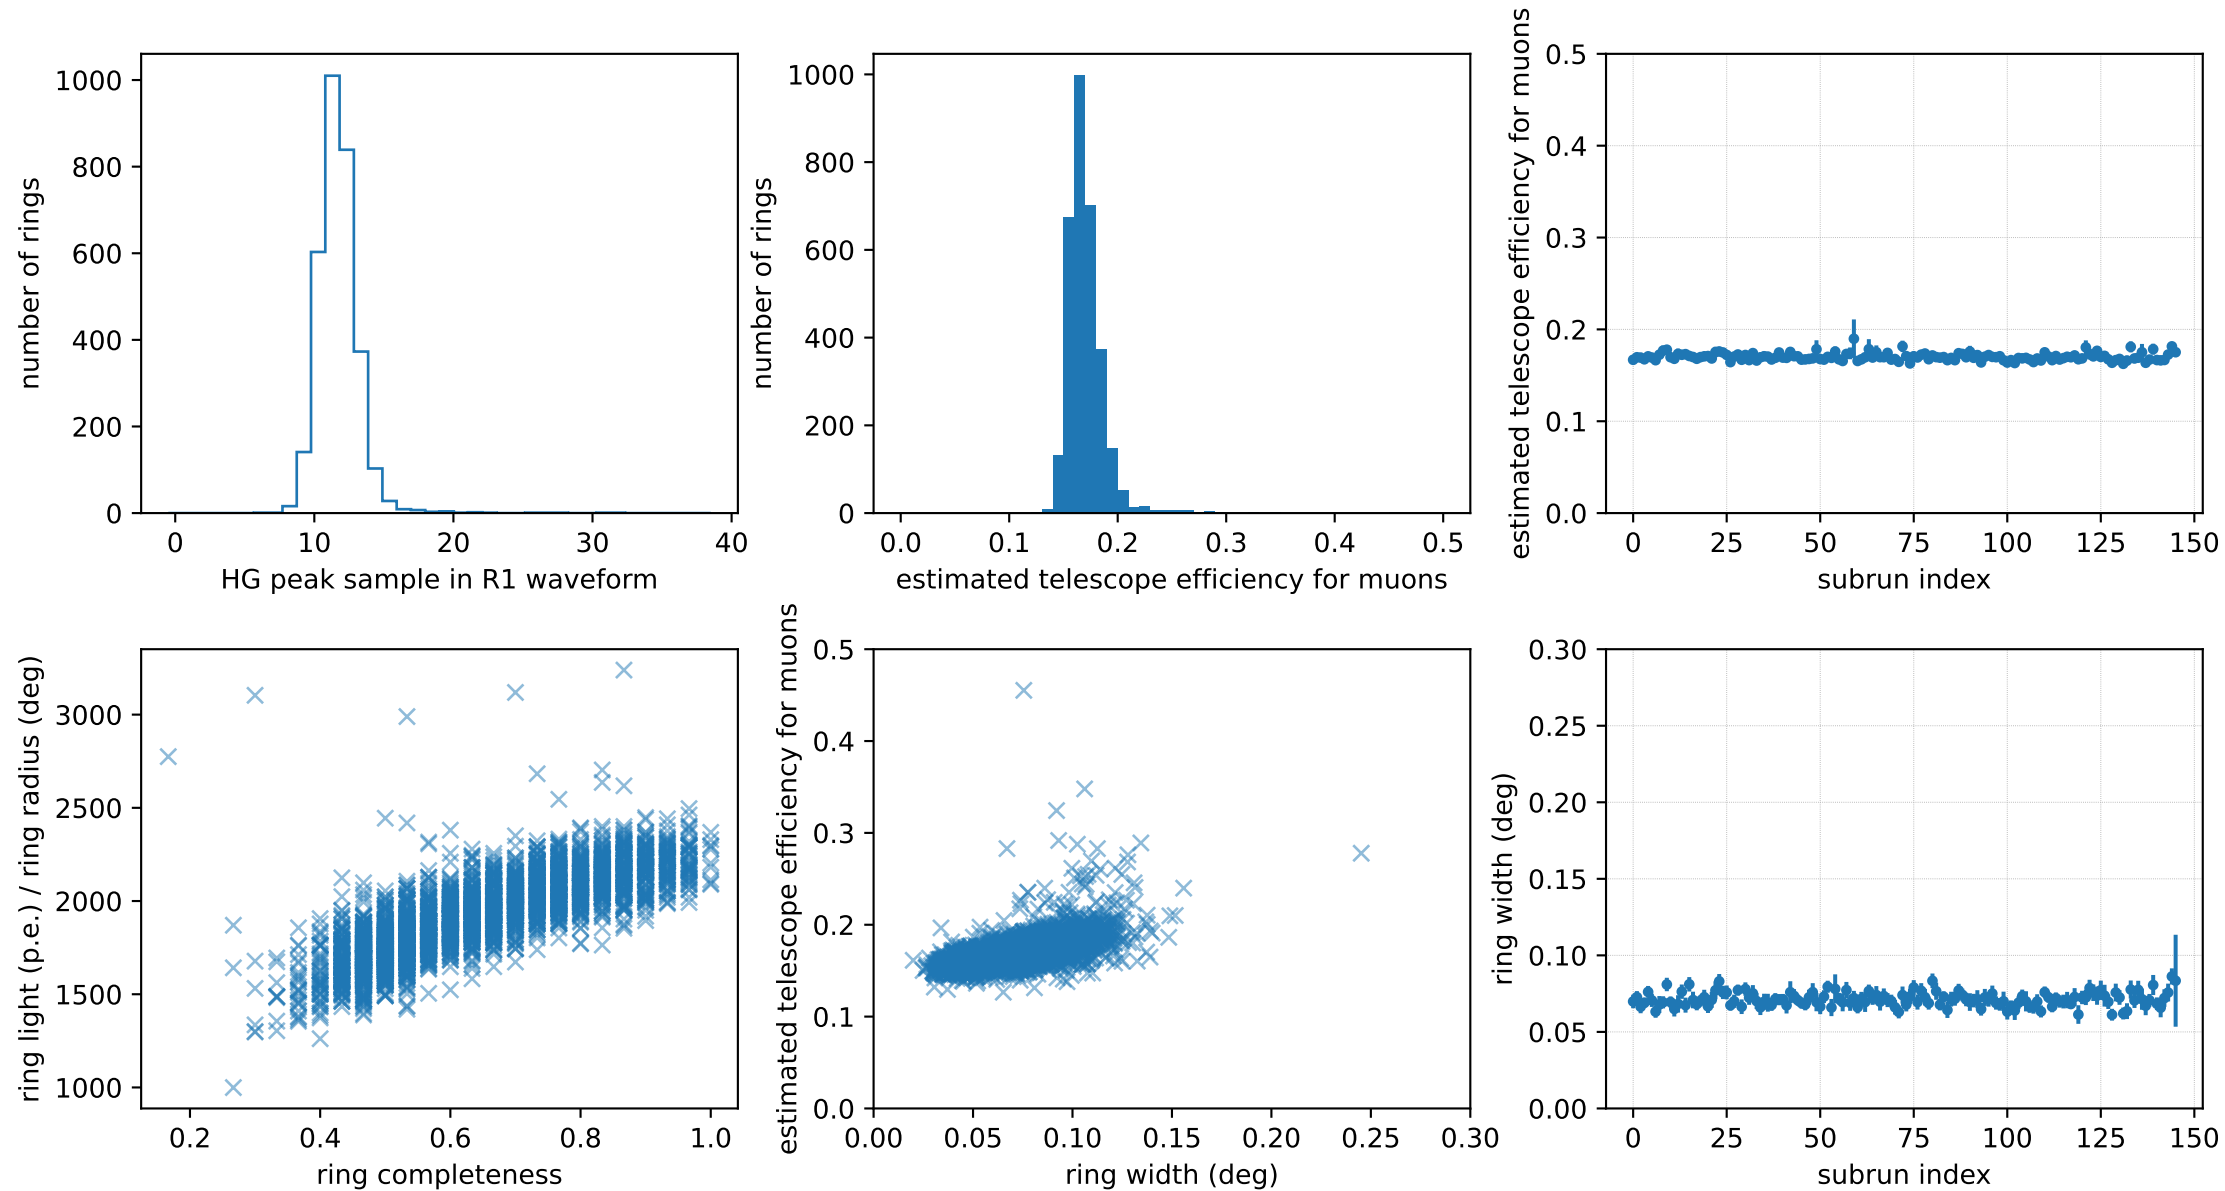 number of rings
1000
800
600
400
200
0
0 10 20 30 40
HG peak sample in R1 waveform
number of rings
1000
800
600
400
200
0
0.0 0.1 0.2 0.3 0.4 0.5
estimated telescope efficiency for muons
estimated telescope efficiency for muons
0.5
0.4
0.3
0.2
0.1
0.0
0 25 50 75 100 125 150
subrun index
ring light (p.e.) / ring radius (deg)
3000
2500
2000
1500
1000
0.2 0.4 0.6 0.8 1.0
ring completeness
estimated telescope efficiency for muons
0.5
0.4
0.3
0.2
0.1
0.0
0.00 0.05 0.10 0.15 0.20 0.25 0.30
ring width (deg)
ring width (deg)
0.30
0.25
0.20
0.15
0.10
0.05
0.00
0 25 50 75 100 125 150
subrun index